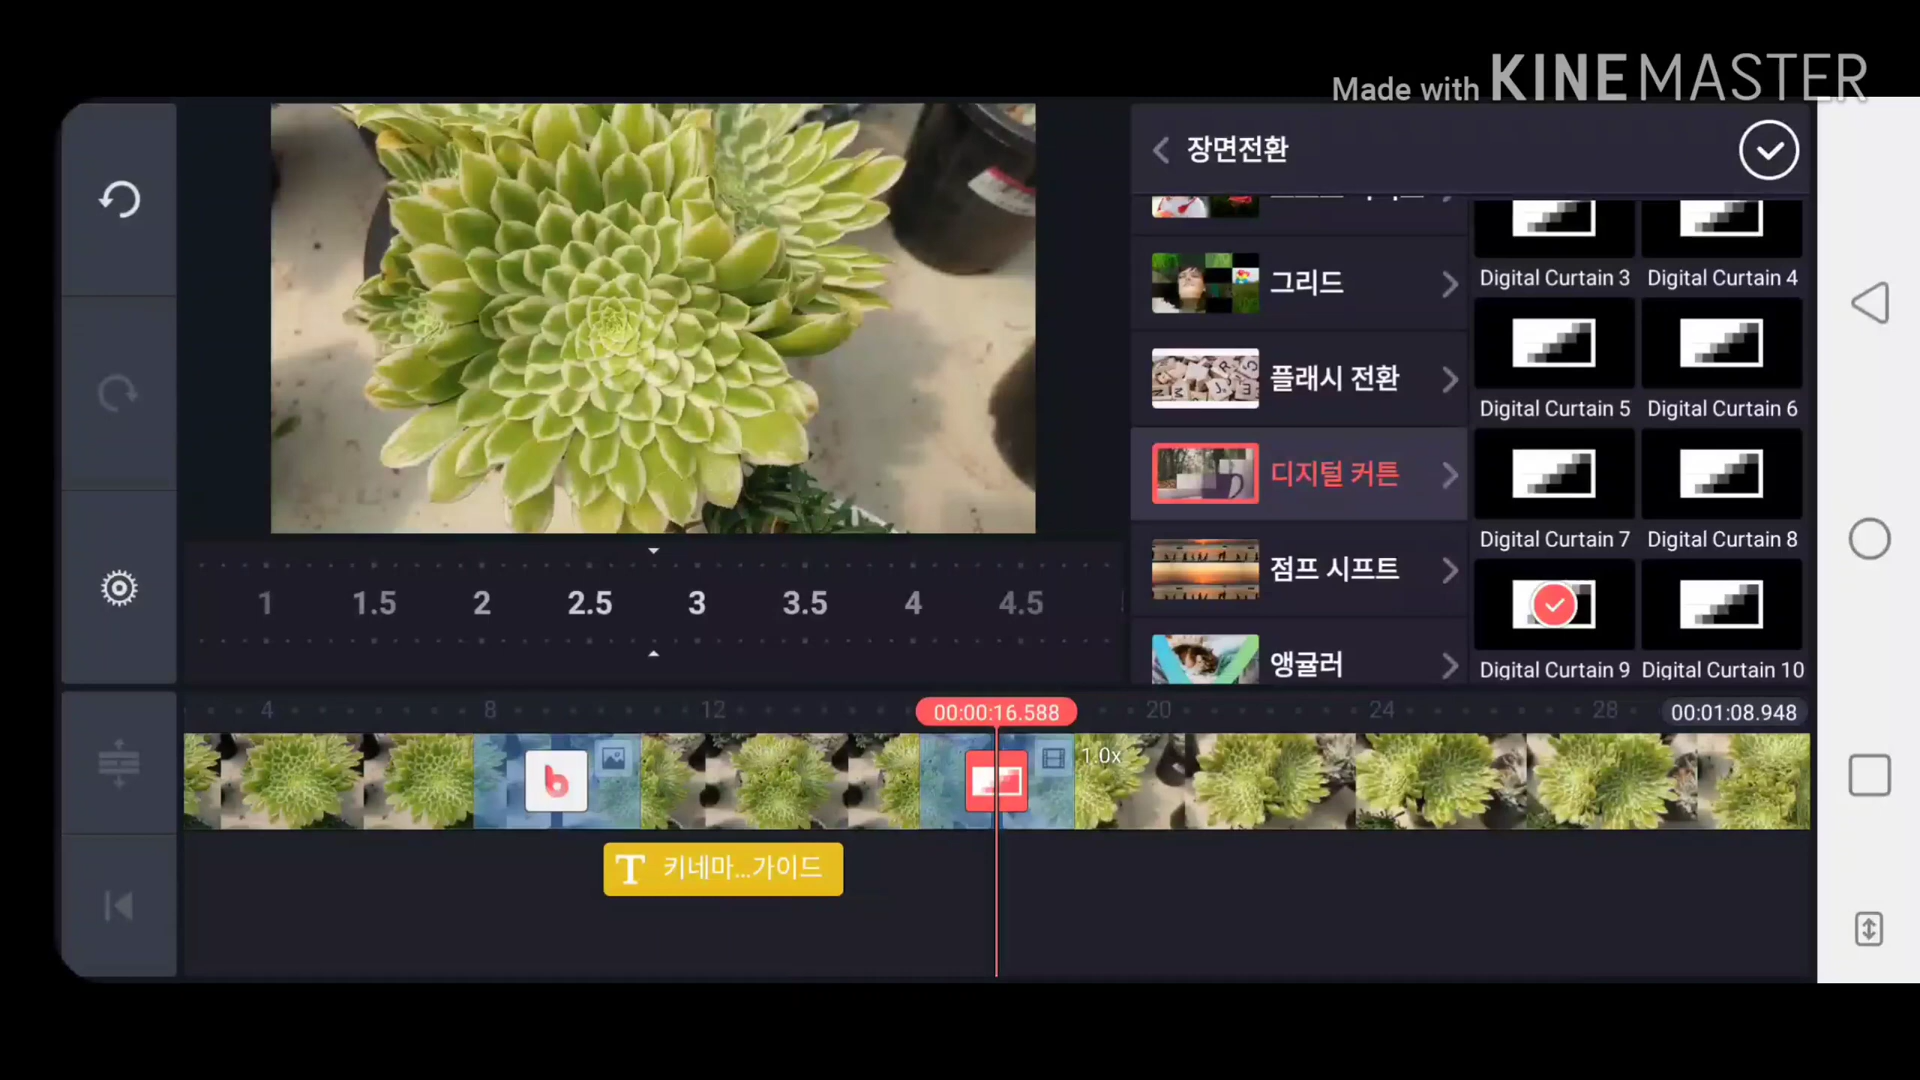 Made with KINEMASTER
장면전환
그리드
플래시 전환
디지털 커튼
점프 시프트
앵귤러
Digital Curtain 3
Digital Curtain 4
Digital Curtain 5
Digital Curtain 6
Digital Curtain 7
Digital Curtain 8
Digital Curtain 9
Digital Curtain 10
1 1.5 2 2.5 3 3.5 4 4.5
4 8 12 00:00:16.588 20 24 28 00:01:08.948
b
1.0x
T 키네마...가이드